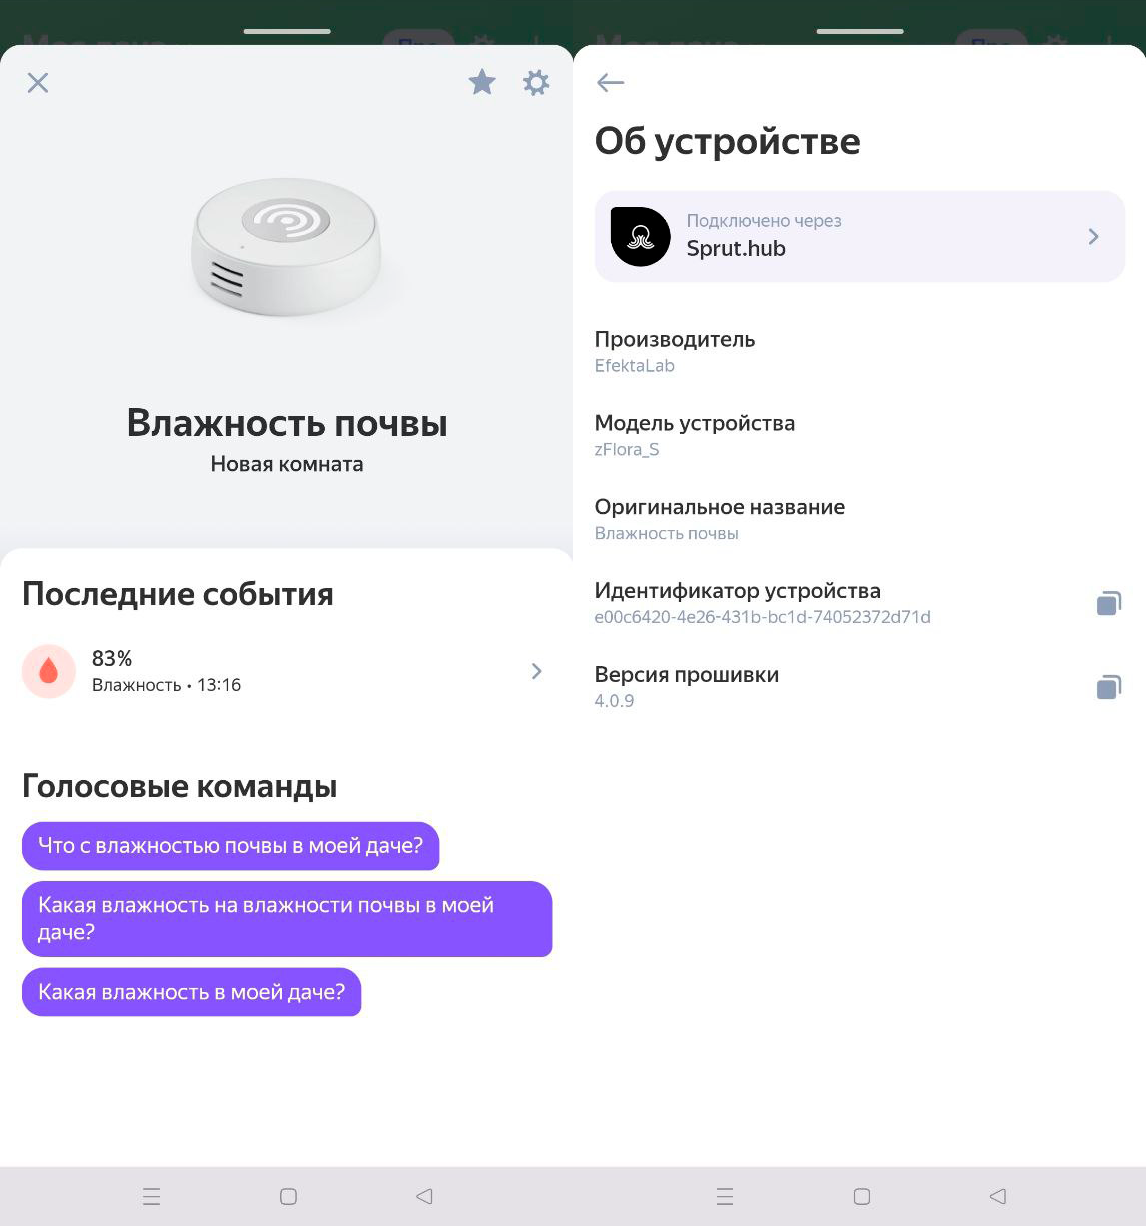 Влажность почвы
Новая комната
Последние события
83%
Влажность • 13:16
Голосовые команды
Что с влажностью почвы в моей даче?
Какая влажность на влажности почвы в моей
даче?
Какая влажность в моей даче?
Об устройстве
Подключено через
Sprut.hub
Производитель
EfektaLab
Модель устройства
zFlora_S
Оригинальное название
Влажность почвы
Идентификатор устройства
e00c6420-4e26-431b-bc1d-74052372d71d
Версия прошивки
4.0.9